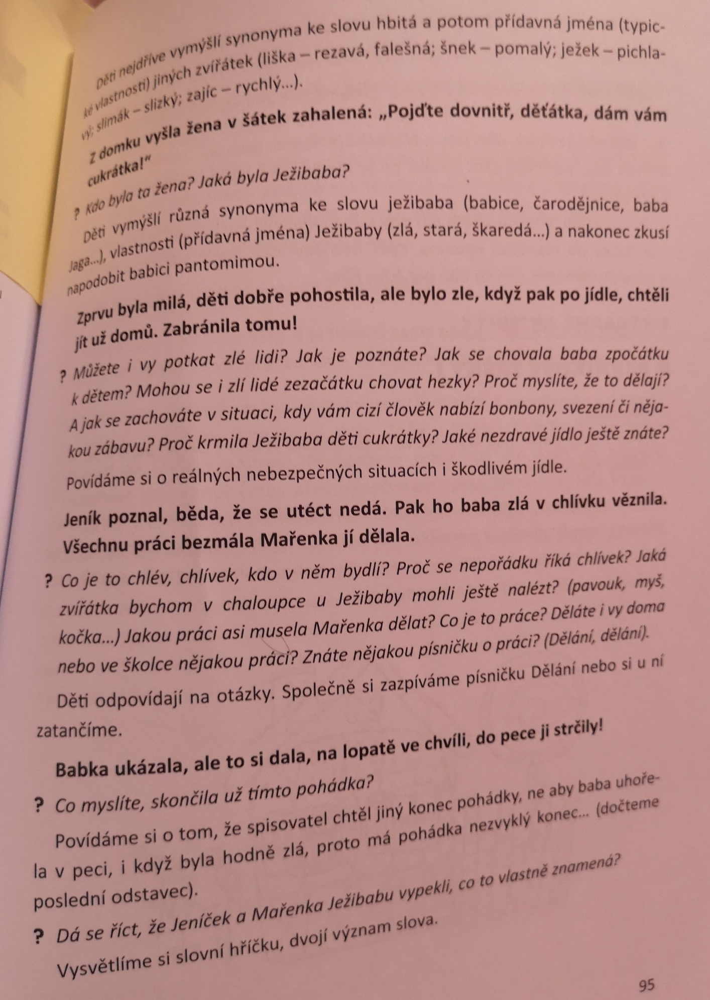 Děti nejdříve vymýšlí synonyma ke slovu hbitá a potom přídavná jména (typic-
ké vlastnosti) jiných zvířátek (liška – rezavá, falešná; šnek – pomalý; ježek – pichla-
vý; slimák – slizký; zajíc – rychlý...).
Z domku vyšla žena v šátek zahalená: „Pojďte dovnitř, děťátka, dám vám
cukrátka!“
? Kdo byla ta žena? Jaká byla Ježibaba?
Děti vymýšlí různá synonyma ke slovu ježibaba (babice, čarodějnice, baba
Jaga...), vlastnosti (přídavná jména) Ježibaby (zlá, stará, škaredá...) a nakonec zkusí
napodobit babici pantomimou.
Zprvu byla milá, děti dobře pohostila, ale bylo zle, když pak po jídle, chtěli
jít už domů. Zabránila tomu!
? Můžete i vy potkat zlé lidi? Jak je poznáte? Jak se chovala baba zpočátku
k dětem? Mohou se i zlí lidé zezačátku chovat hezky? Proč myslíte, že to dělají?
A jak se zachováte v situaci, kdy vám cizí člověk nabízí bonbony, svezení či něja-
kou zábavu? Proč krmila Ježibaba děti cukrátky? Jaké nezdravé jídlo ještě znáte?
Povídáme si o reálných nebezpečných situacích i škodlivém jídle.
Jeník poznal, běda, že se utéct nedá. Pak ho baba zlá v chlívku věznila.
Všechnu práci bezmála Mařenka jí dělala.
? Co je to chlév, chlívek, kdo v něm bydlí? Proč se nepořádku říká chlívek? Jaká
zvířátka bychom v chaloupce u Ježibaby mohli ještě nalézt? (pavouk, myš,
kočka...) Jakou práci asi musela Mařenka dělat? Co je to práce? Děláte i vy doma
nebo ve školce nějakou práci? Znáte nějakou písničku o práci? (Dělání, dělání).
Děti odpovídají na otázky. Společně si zazpíváme písničku Dělání nebo si u ní
zatančíme.
Babka ukázala, ale to si dala, na lopatě ve chvíli, do pece ji strčily!
? Co myslíte, skončila už tímto pohádka?
Povídáme si o tom, že spisovatel chtěl jiný konec pohádky, ne aby baba uhoře-
la v peci, i když byla hodně zlá, proto má pohádka nezvyklý konec... (dočteme
poslední odstavec).
? Dá se říct, že Jeníček a Mařenka Ježibabu vypekli, co to vlastně znamená?
Vysvětlíme si slovní hříčku, dvojí význam slova.
95